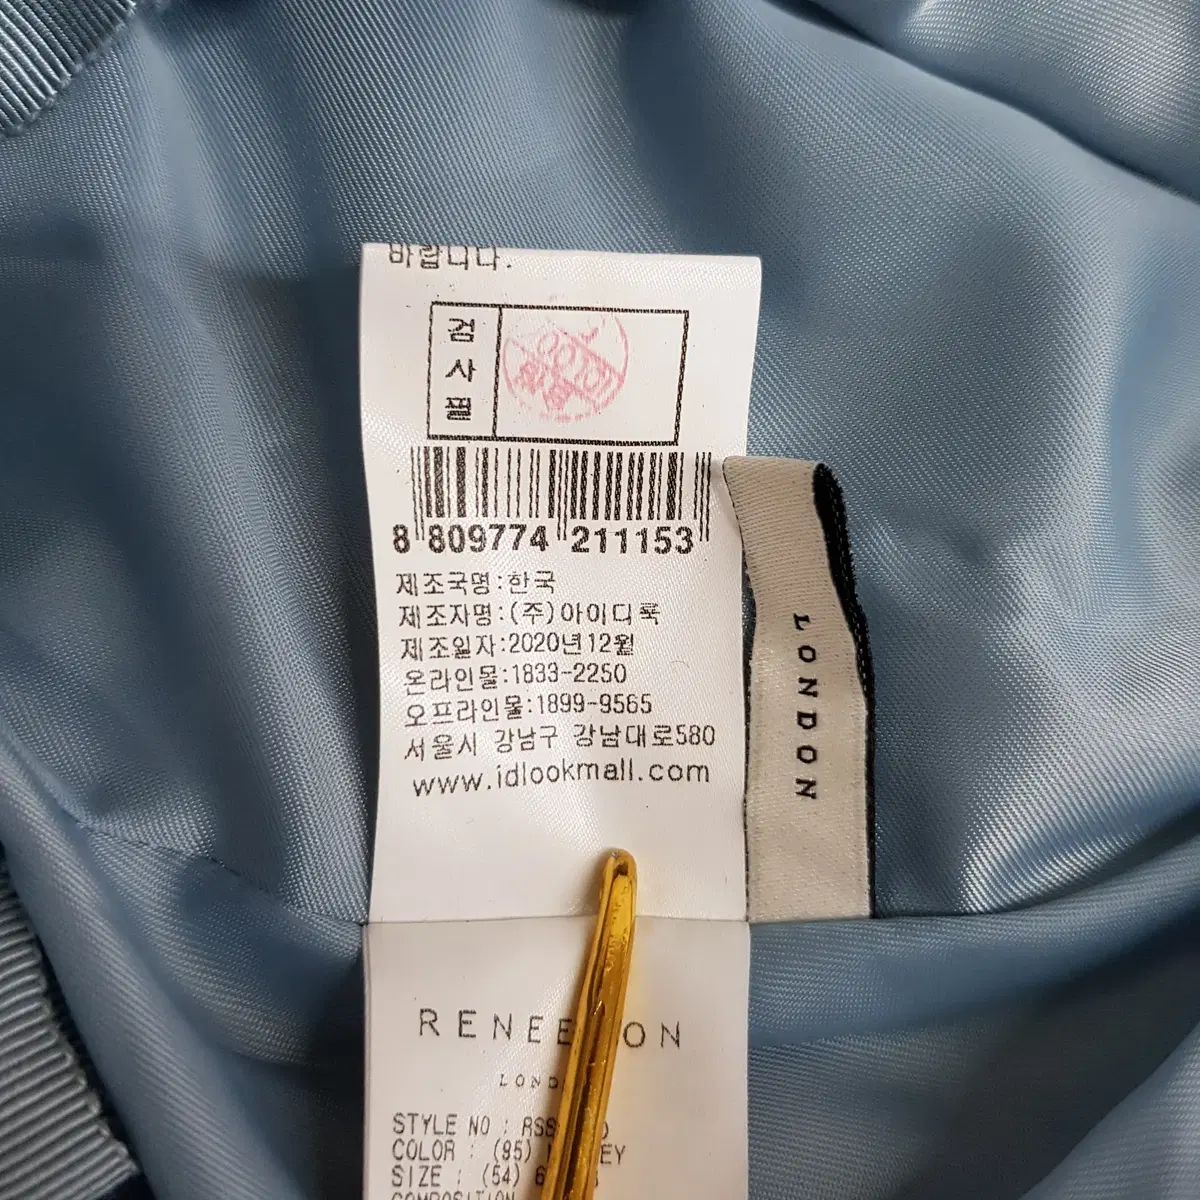 바랍니다.
검
사
필
8 809774 211153
제조국명:한국
제조자명:(주)아이디룩
제조일자:2020년12월
온라인몰:1833-2250
오프라인몰:1899-9565
서울시 강남구 강남대로580
www.idlookmall.com
LONDON
STYLE NO :
COLOR : (95)
SIZE : (54)